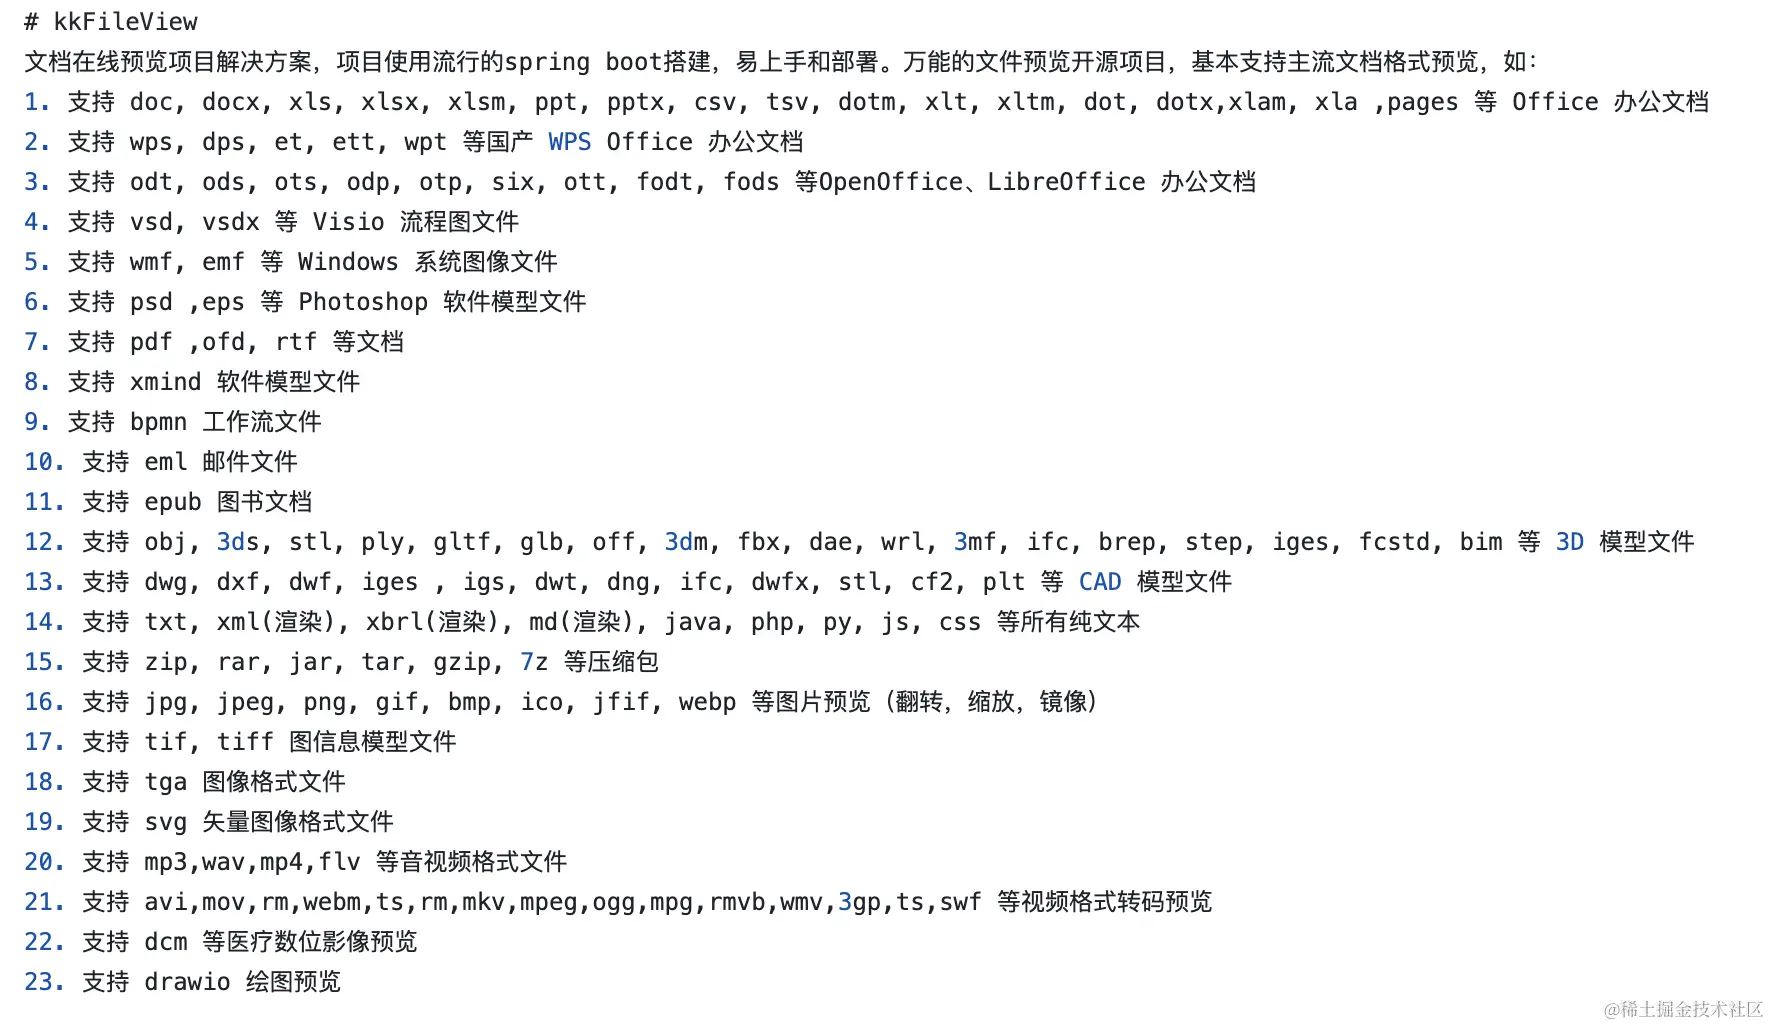 # kkFileView
文档在线预览项目解决方案，项目使用流行的spring boot搭建，易上手和部署。万能的文件预览开源项目，基本支持主流文档格式预览，如：
1. 支持 doc, docx, xls, xlsx, xlsm, ppt, pptx, csv, tsv, dotm, xlt, xltm, dot, dotx,xlam, xla ,pages 等 Office 办公文档
2. 支持 wps, dps, et, ett, wpt 等国产 WPS Office 办公文档
3. 支持 odt, ods, ots, odp, otp, six, ott, fodt, fods 等OpenOffice、LibreOffice 办公文档
4. 支持 vsd, vsdx 等 Visio 流程图文件
5. 支持 wmf, emf 等 Windows 系统图像文件
6. 支持 psd ,eps 等 Photoshop 软件模型文件
7. 支持 pdf ,ofd, rtf 等文档
8. 支持 xmind 软件模型文件
9. 支持 bpmn 工作流文件
10. 支持 eml 邮件文件
11. 支持 epub 图书文档
12. 支持 obj, 3ds, stl, ply, gltf, glb, off, 3dm, fbx, dae, wrl, 3mf, ifc, brep, step, iges, fcstd, bim 等 3D 模型文件
13. 支持 dwg, dxf, dwf, iges , igs, dwt, dng, ifc, dwfx, stl, cf2, plt 等 CAD 模型文件
14. 支持 txt, xml(渲染), xbrl(渲染), md(渲染), java, php, py, js, css 等所有纯文本
15. 支持 zip, rar, jar, tar, gzip, 7z 等压缩包
16. 支持 jpg, jpeg, png, gif, bmp, ico, jfif, webp 等图片预览（翻转，缩放，镜像）
17. 支持 tif, tiff 图信息模型文件
18. 支持 tga 图像格式文件
19. 支持 svg 矢量图像格式文件
20. 支持 mp3,wav,mp4,flv 等音视频格式文件
21. 支持 avi,mov,rm,webm,ts,rm,mkv,mpeg,ogg,mpg,rmvb,wmv,3gp,ts,swf 等视频格式转码预览
22. 支持 dcm 等医疗数位影像预览
23. 支持 drawio 绘图预览
@稀土掘金技术社区